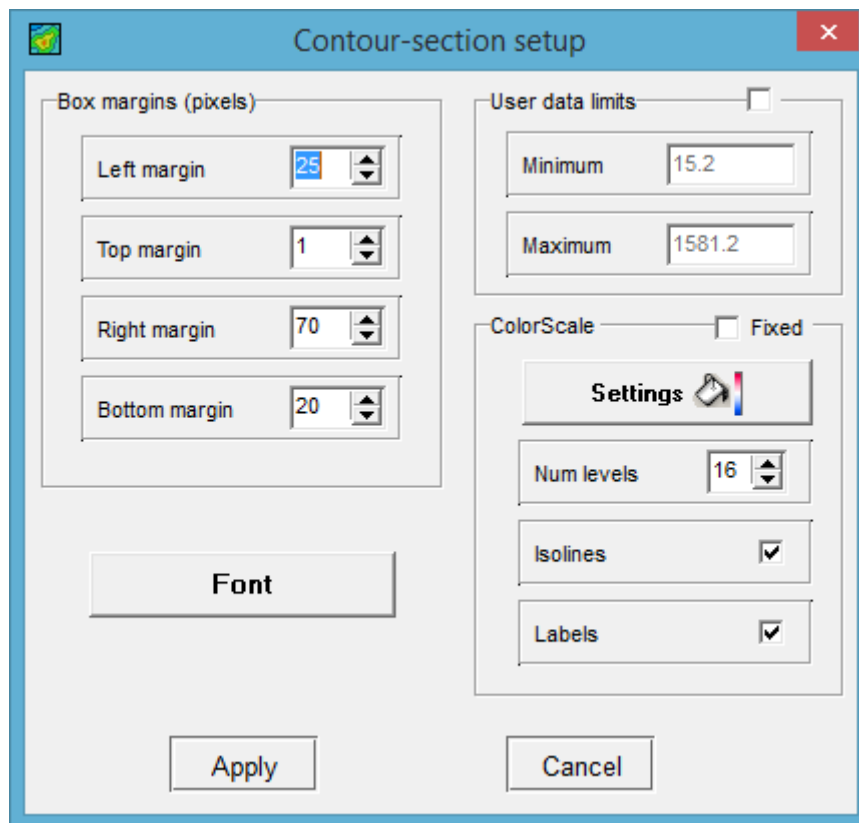 Contour-section setup
Box margins (pixels)
Left margin 25
Top margin 1
Right margin 70
Bottom margin 20
Font
User data limits
Minimum 15.2
Maximum 1581.2
ColorScale Fixed
Settings
Num levels 16
Isolines
Labels
Apply Cancel